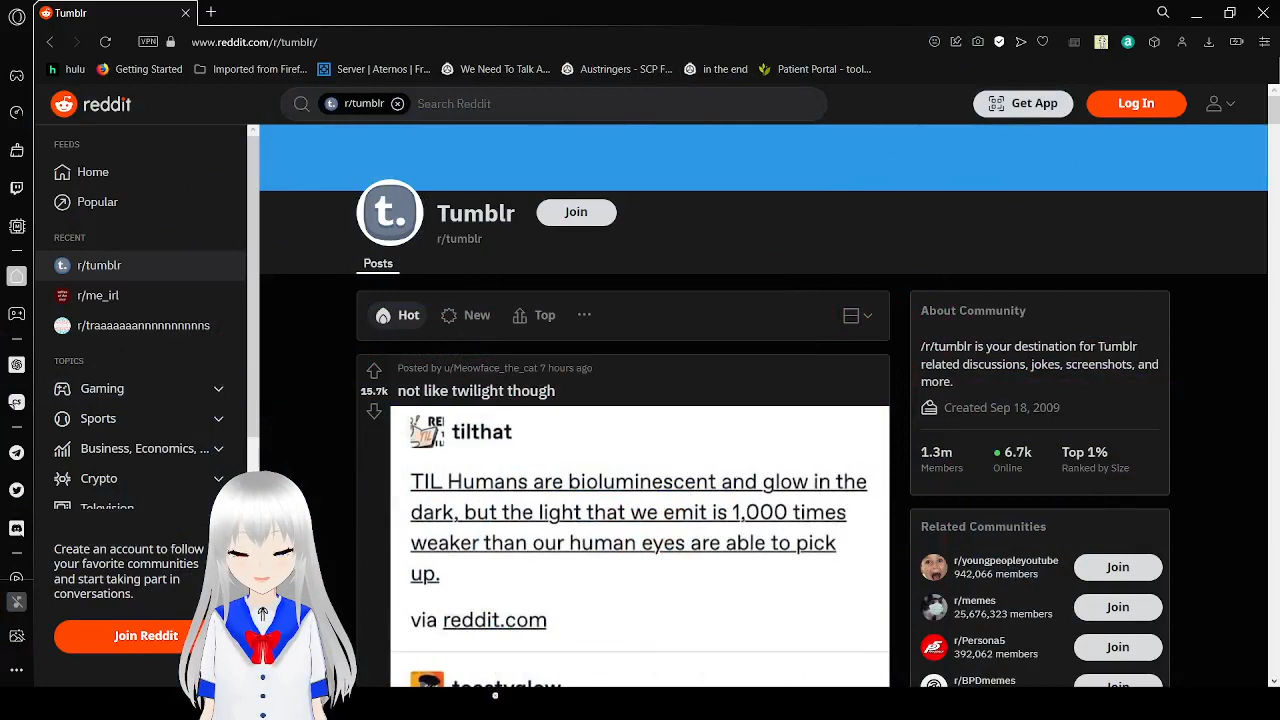 Tumblr
VPN
www.reddit.com/r/tumblr/
hulu
Getting Started
Imported from Firef...
Server | Aternos | Fr...
We Need To Talk A...
Austringers - SCP F...
in the end
Patient Portal - tool...
reddit
r/tumblr
Search Reddit
Get App
Log In
FEEDS
Home
Popular
RECENT
r/tumblr
r/me_irl
r/traaaaaaannnnnnnnns
TOPICS
Gaming
Sports
Business, Economics, ...
Crypto
Television
Create an account to follow
your favorite communities
and start taking part in
conversations.
Join Reddit
t.
Tumblr
Join
r/tumblr
Posts
Hot
New
Top
Posted by u/Meowface_the_cat 7 hours ago
15.7k
not like twilight though
tilthat
TIL Humans are bioluminescent and glow in the
dark, but the light that we emit is 1,000 times
weaker than our human eyes are able to pick
up.
via reddit.com
About Community
/r/tumblr is your destination for Tumblr
related discussions, jokes, screenshots, and
more.
Created Sep 18, 2009
1.3m
Members
6.7k
Online
Top 1%
Ranked by Size
Related Communities
r/youngpeopleyoutube
942,066 members
Join
r/memes
25,676,323 members
Join
r/Persona5
392,062 members
Join
r/BPDmemes